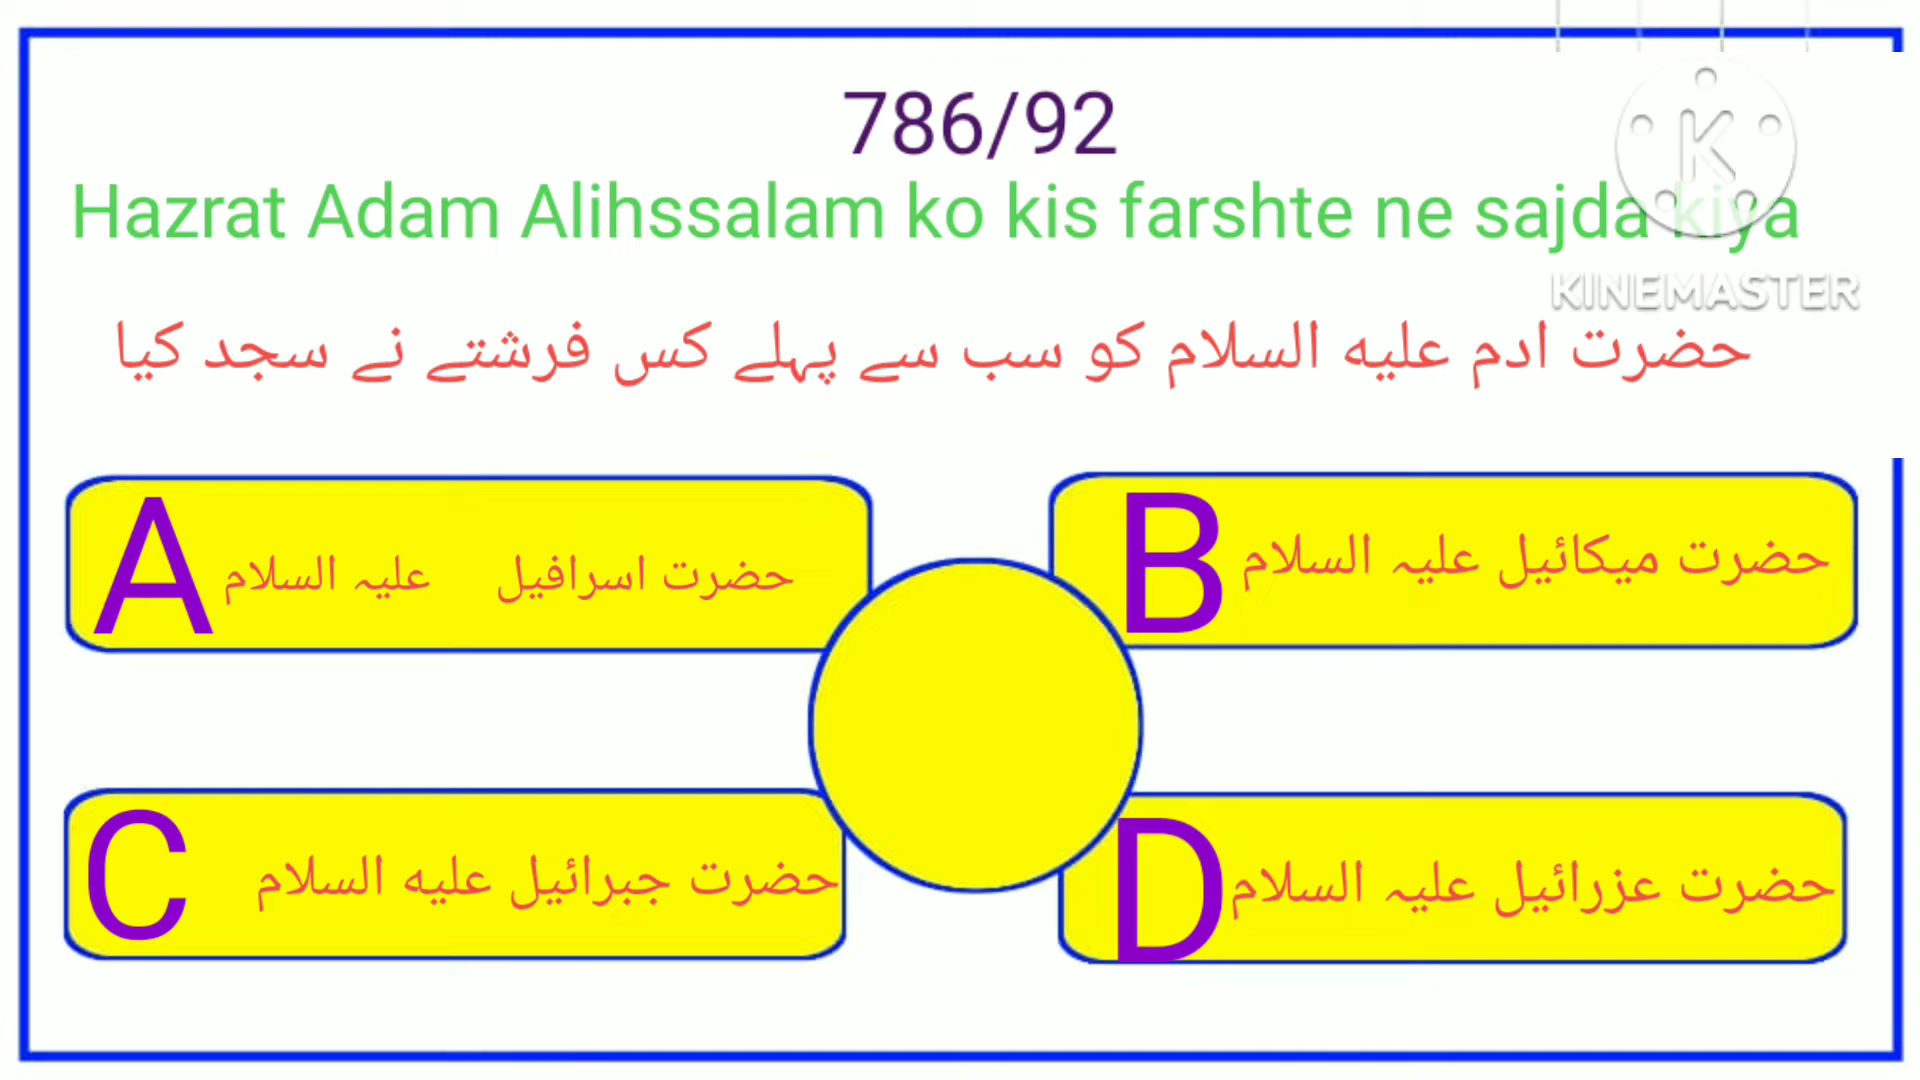 786/92
Hazrat Adam Alihssalam ko kis farshte ne sajda kiya
KINEMASTER
حضرت ادم علیه السلام کو سب سے پہلے کس فرشتے نے سجد کیا
A حضرت اسرافیل علیہ السلام
B حضرت میکائیل علیہ السلام
C حضرت جبرائیل علیه السلام
D حضرت عزرائیل علیہ السلام